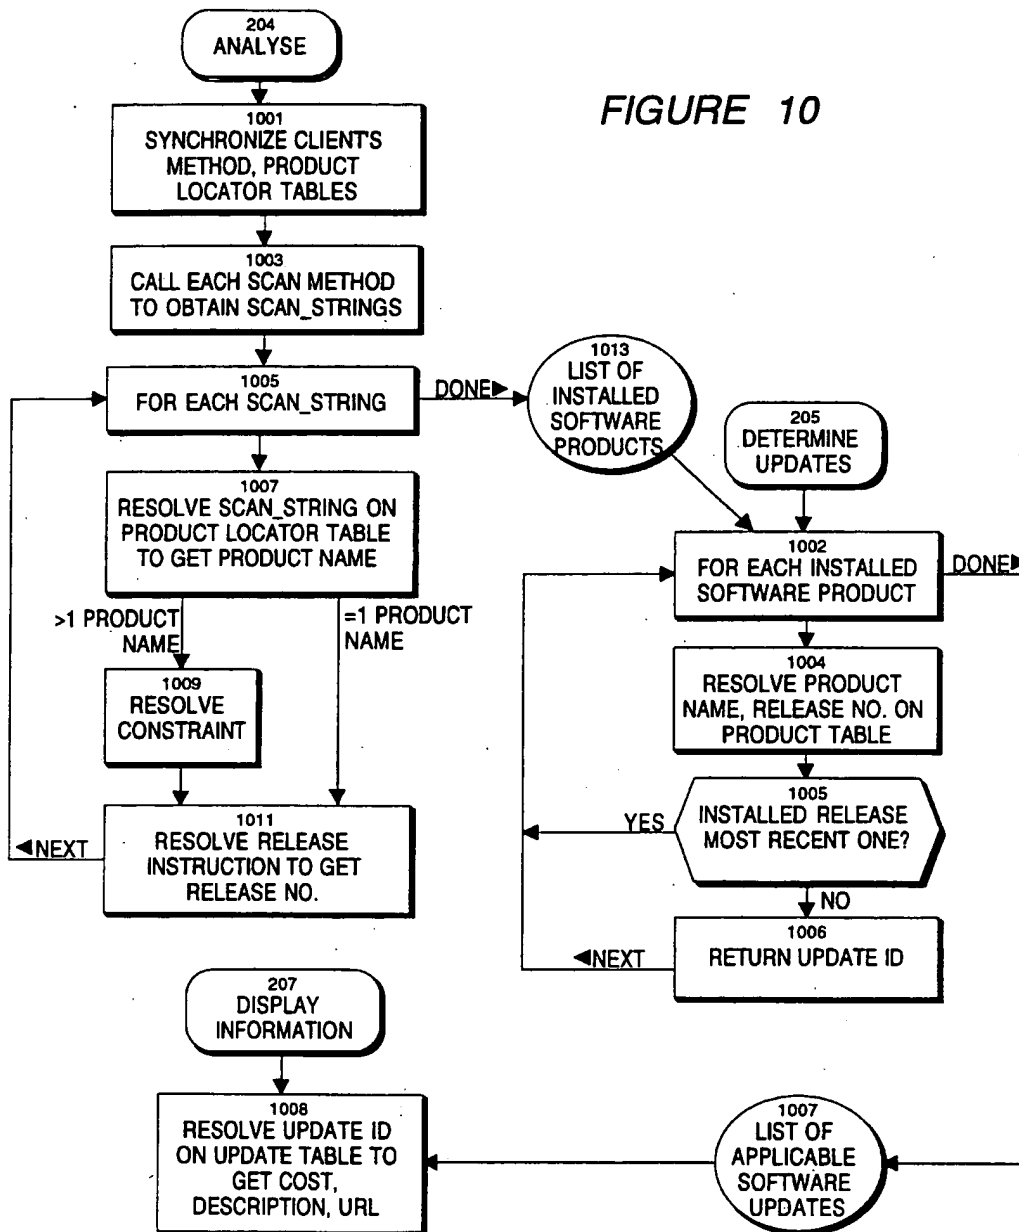 FIGURE 10
204
ANALYSE
1001
SYNCHRONIZE CLIENT'S
METHOD, PRODUCT
LOCATOR TABLES
1003
CALL EACH SCAN METHOD
TO OBTAIN SCAN_STRINGS
1005
FOR EACH SCAN_STRING
DONE
1007
RESOLVE SCAN_STRING ON
PRODUCT LOCATOR TABLE
TO GET PRODUCT NAME
>1 PRODUCT
NAME
=1 PRODUCT
NAME
1009
RESOLVE
CONSTRAINT
1011
RESOLVE RELEASE
INSTRUCTION TO GET
RELEASE NO.
NEXT
1013
LIST OF
INSTALLED
SOFTWARE
PRODUCTS
205
DETERMINE
UPDATES
1002
FOR EACH INSTALLED
SOFTWARE PRODUCT
DONE
1004
RESOLVE PRODUCT
NAME, RELEASE NO. ON
PRODUCT TABLE
1005
INSTALLED RELEASE
MOST RECENT ONE?
YES
NO
1006
RETURN UPDATE ID
NEXT
207
DISPLAY
INFORMATION
1008
RESOLVE UPDATE ID
ON UPDATE TABLE TO
GET COST,
DESCRIPTION, URL
1007
LIST OF
APPLICABLE
SOFTWARE
UPDATES